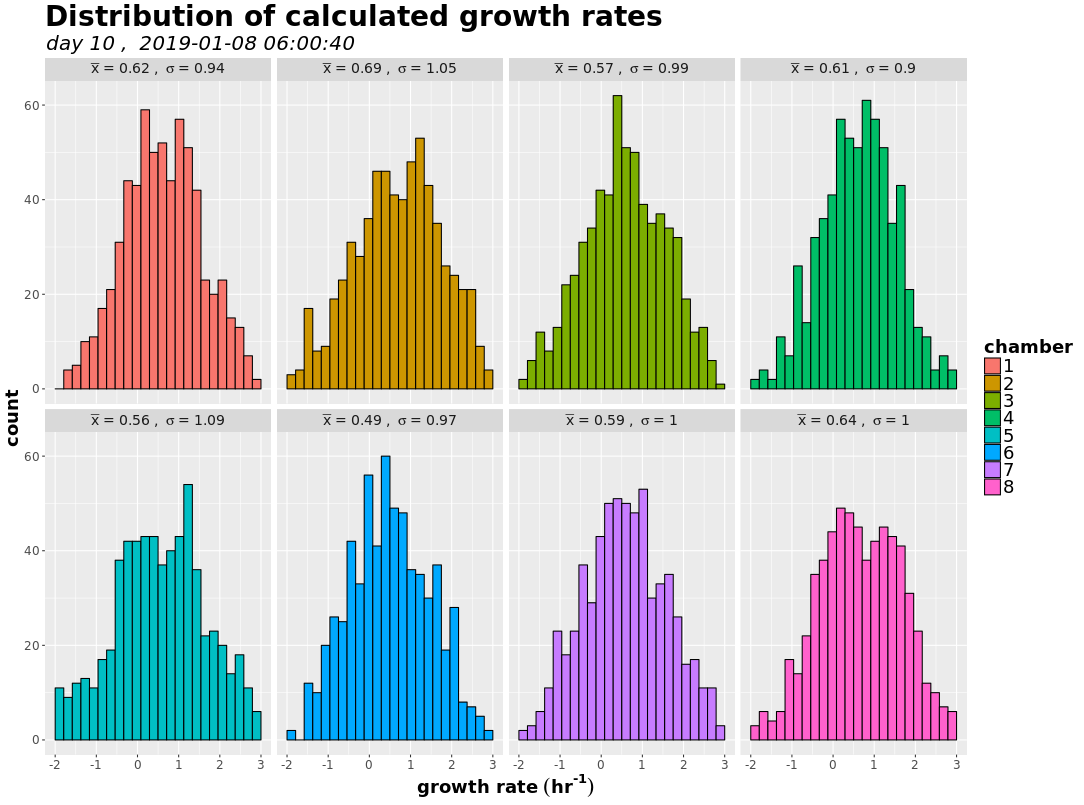 Distribution of calculated growth rates
day 10 ,  2019-01-08 06:00:40
x̅ = 0.62 ,  σ = 0.94
x̅ = 0.69 ,  σ = 1.05
x̅ = 0.57 ,  σ = 0.99
x̅ = 0.61 ,  σ = 0.9
60
40
20
0
x̅ = 0.56 ,  σ = 1.09
x̅ = 0.49 ,  σ = 0.97
x̅ = 0.59 ,  σ = 1
x̅ = 0.64 ,  σ = 1
60
40
20
0
-2 -1 0 1 2 3
-2 -1 0 1 2 3
-2 -1 0 1 2 3
-2 -1 0 1 2 3
count
growth rate (hr⁻¹)
chamber
1
2
3
4
5
6
7
8